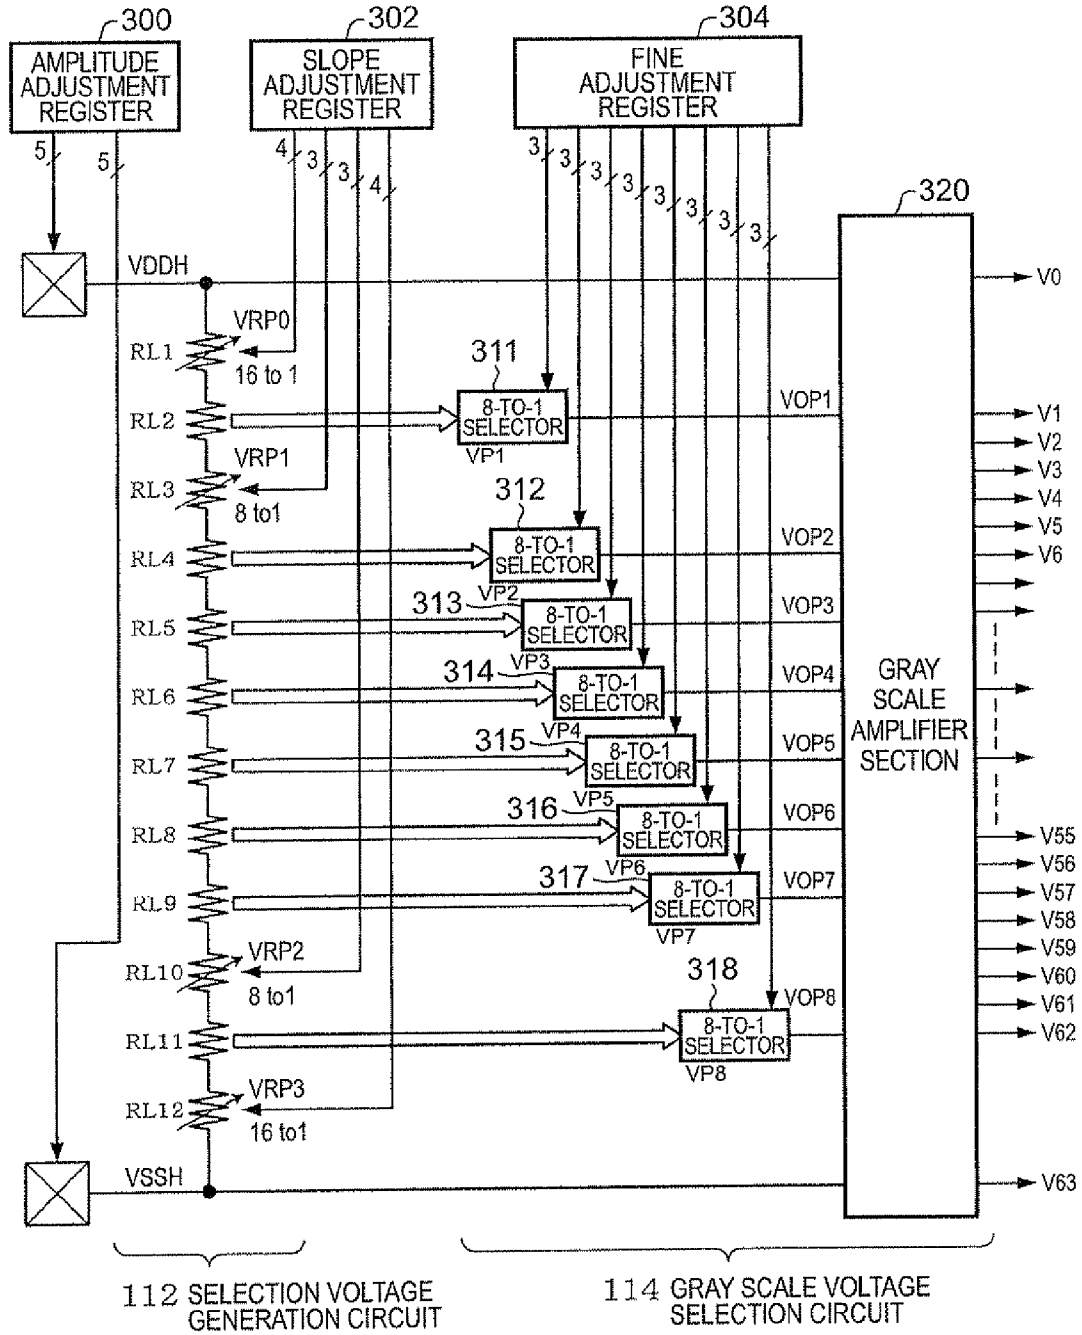 300
302
304
AMPLITUDE
ADJUSTMENT
REGISTER
SLOPE
ADJUSTMENT
REGISTER
FINE
ADJUSTMENT
REGISTER
5
5
4
3
3
4
3
3
3
3
3
3
3
3
320
VDDH
V0
RL1
VRP0
16 to 1
311
RL2
8-TO-1
SELECTOR
VP1
VOP1
V1
V2
RL3
VRP1
8 to1
V3
V4
312
V5
RL4
8-TO-1
SELECTOR
VP2
VOP2
V6
313
RL5
8-TO-1
SELECTOR
VP3
VOP3
314
RL6
8-TO-1
SELECTOR
VP4
VOP4
GRAY
SCALE
AMPLIFIER
SECTION
315
RL7
8-TO-1
SELECTOR
VP5
VOP5
316
RL8
8-TO-1
SELECTOR
VP6
VOP6
V55
V56
317
RL9
8-TO-1
SELECTOR
VP7
VOP7
V57
V58
V59
RL10
VRP2
8 to1
318
V60
V61
RL11
8-TO-1
SELECTOR
VP8
VOP8
V62
RL12
VRP3
16 to1
VSSH
V63
112 SELECTION VOLTAGE
GENERATION CIRCUIT
114 GRAY SCALE VOLTAGE
SELECTION CIRCUIT